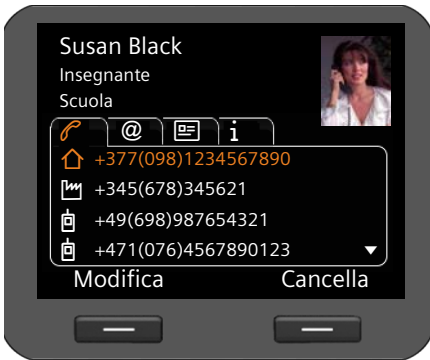 Susan Black
Insegnante
Scuola
@ i
+377(098)1234567890
+345(678)345621
+49(698)987654321
+471(076)4567890123
Modifica Cancella